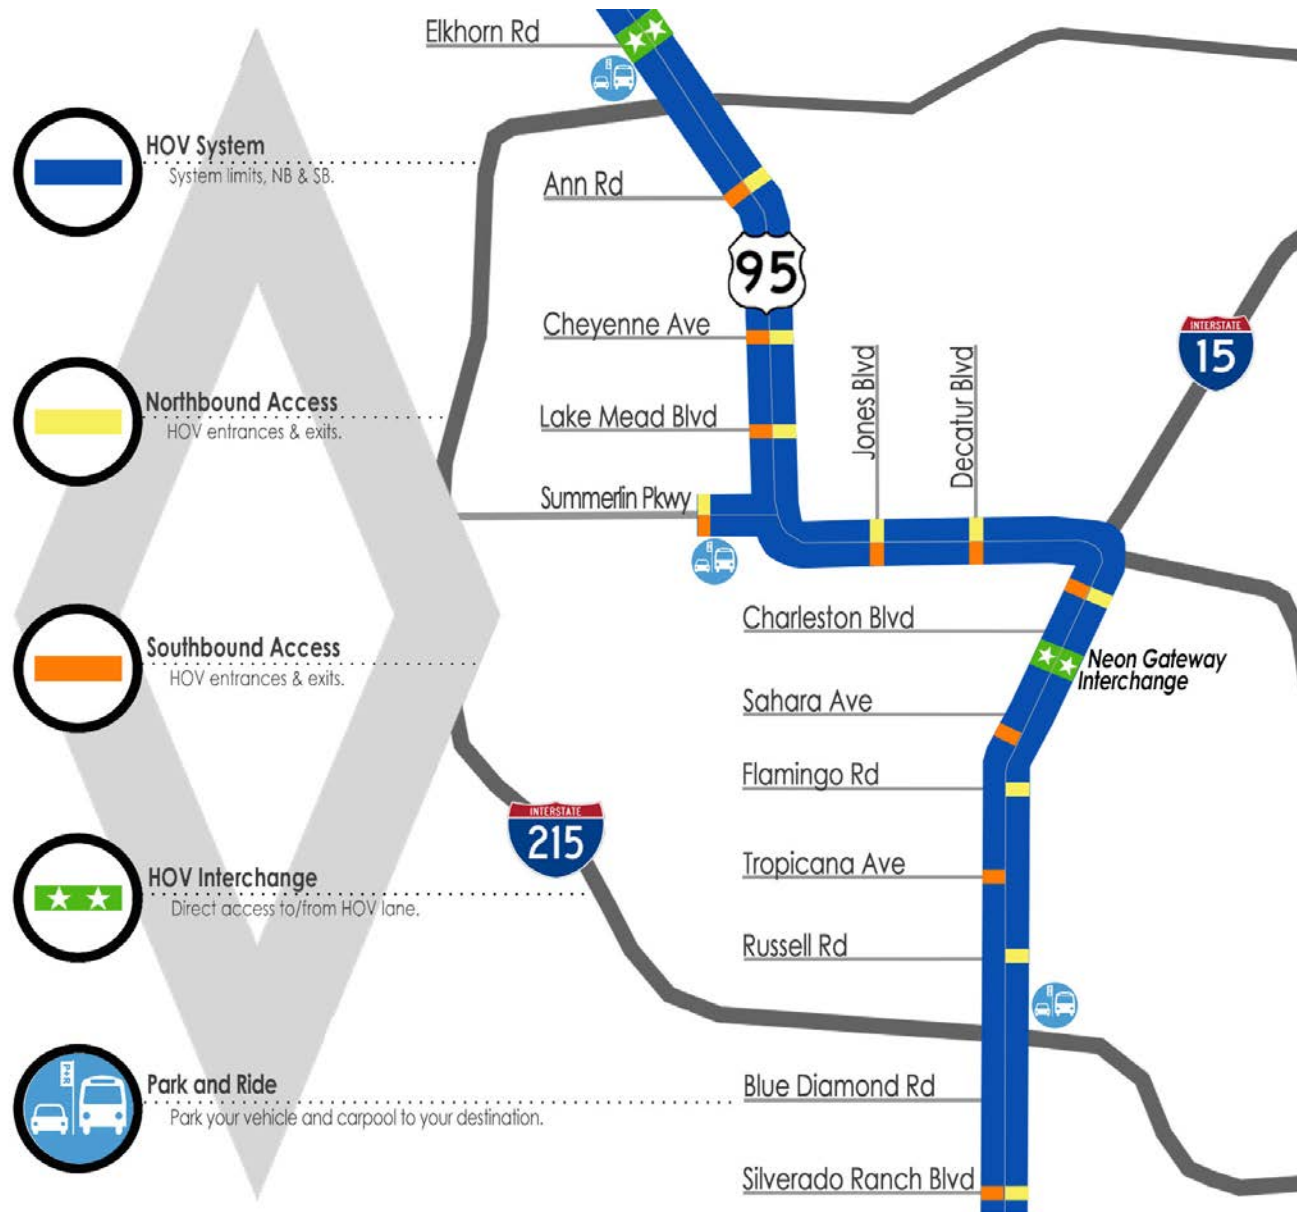 Elkhorn Rd
HOV System
System limits, NB & SB.
Ann Rd
95
Cheyenne Ave
INTERSTATE
15
Jones Blvd
Decatur Blvd
Northbound Access
HOV entrances & exits.
Lake Mead Blvd
Summerlin Pkwy
Charleston Blvd
Southbound Access
HOV entrances & exits.
Neon Gateway
Interchange
Sahara Ave
Flamingo Rd
INTERSTATE
215
Tropicana Ave
HOV Interchange
Direct access to/from HOV lane.
Russell Rd
P+R
Park and Ride
Park your vehicle and carpool to your destination.
Blue Diamond Rd
Silverado Ranch Blvd